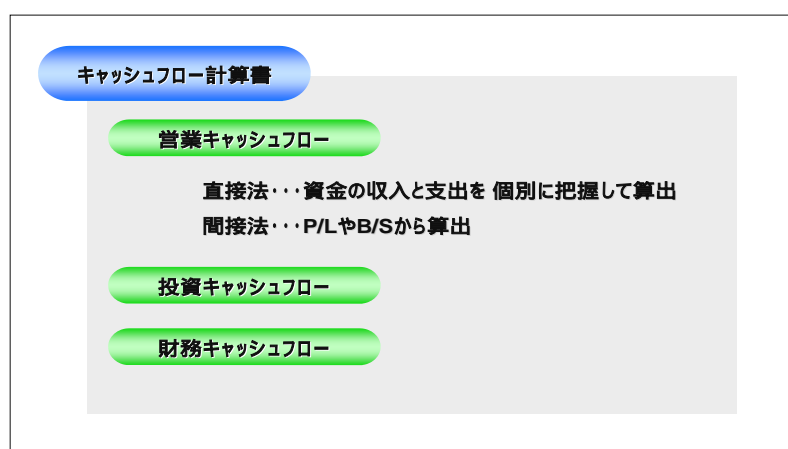 キャッシュフロー計算書
営業キャッシュフロー
直接法･･･資金の収入と支出を 個別に把握して算出
間接法･･･P/LやB/Sから算出
投資キャッシュフロー
財務キャッシュフロー